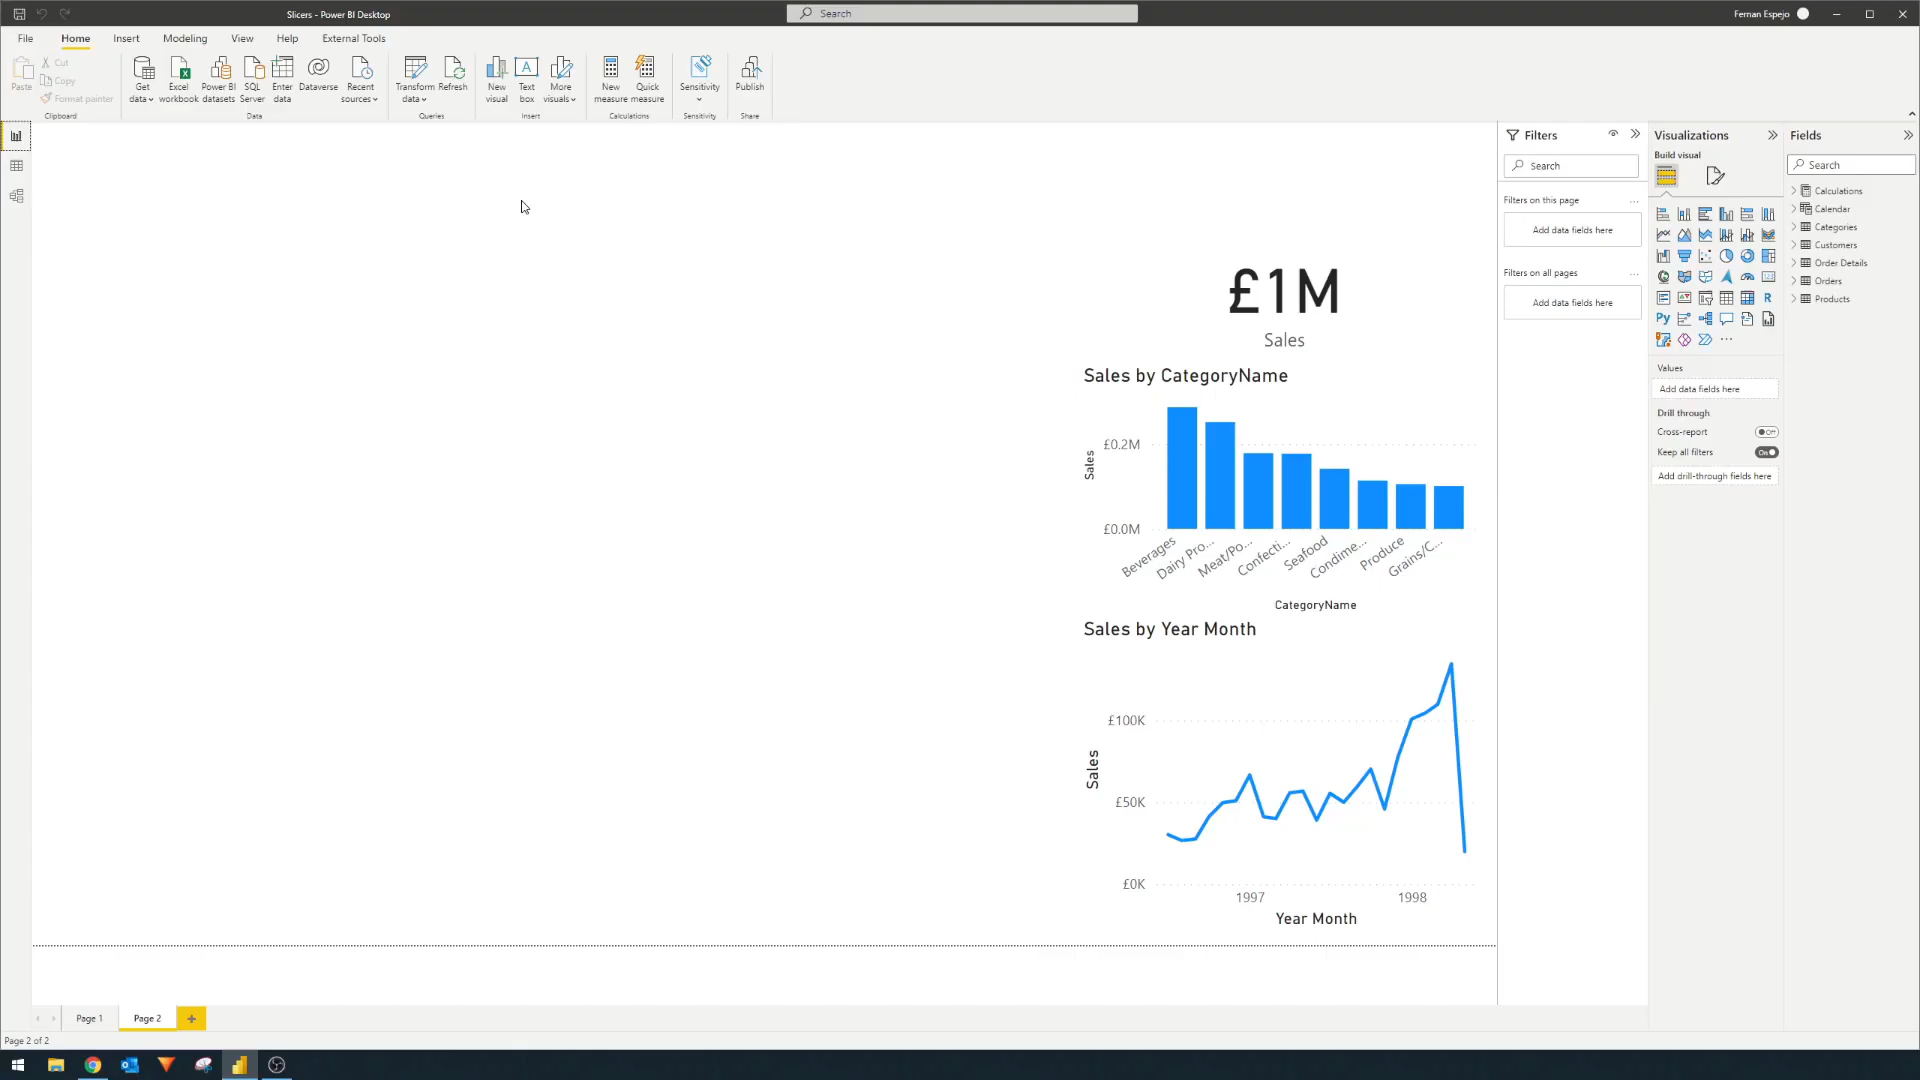 Slicers - Power BI Desktop
Search
Fernan Espejo
File
Home
Insert
Modeling
View
Help
External Tools
Paste
Cut
Copy
Format painter
Clipboard
Get
data
Excel
workbook
Power BI
datasets
SQL
Server
Enter
data
Dataverse
Recent
sources
Data
Transform
data
Refresh
Queries
New
visual
Text
box
More
visuals
Insert
New
measure
Quick
measure
Calculations
Sensitivity
Sensitivity
Publish
Share
£1M
Sales
Sales by CategoryName
£0.2M
£0.0M
Sales
Beverages
Dairy Pro...
Meat/Po...
Confecti...
Seafood
Condime...
Produce
Grains/C...
CategoryName
Sales by Year Month
£100K
£50K
£0K
Sales
1997
1998
Year Month
Filters
Search
Filters on this page
...
Add data fields here
Filters on all pages
...
Add data fields here
Visualizations
Build visual
R
Py
...
Values
Add data fields here
Drill through
Cross-report
Off
Keep all filters
On
Add drill-through fields here
Fields
Search
Calculations
Calendar
Categories
Customers
Order Details
Orders
Products
Page 1
Page 2
Page 2 of 2